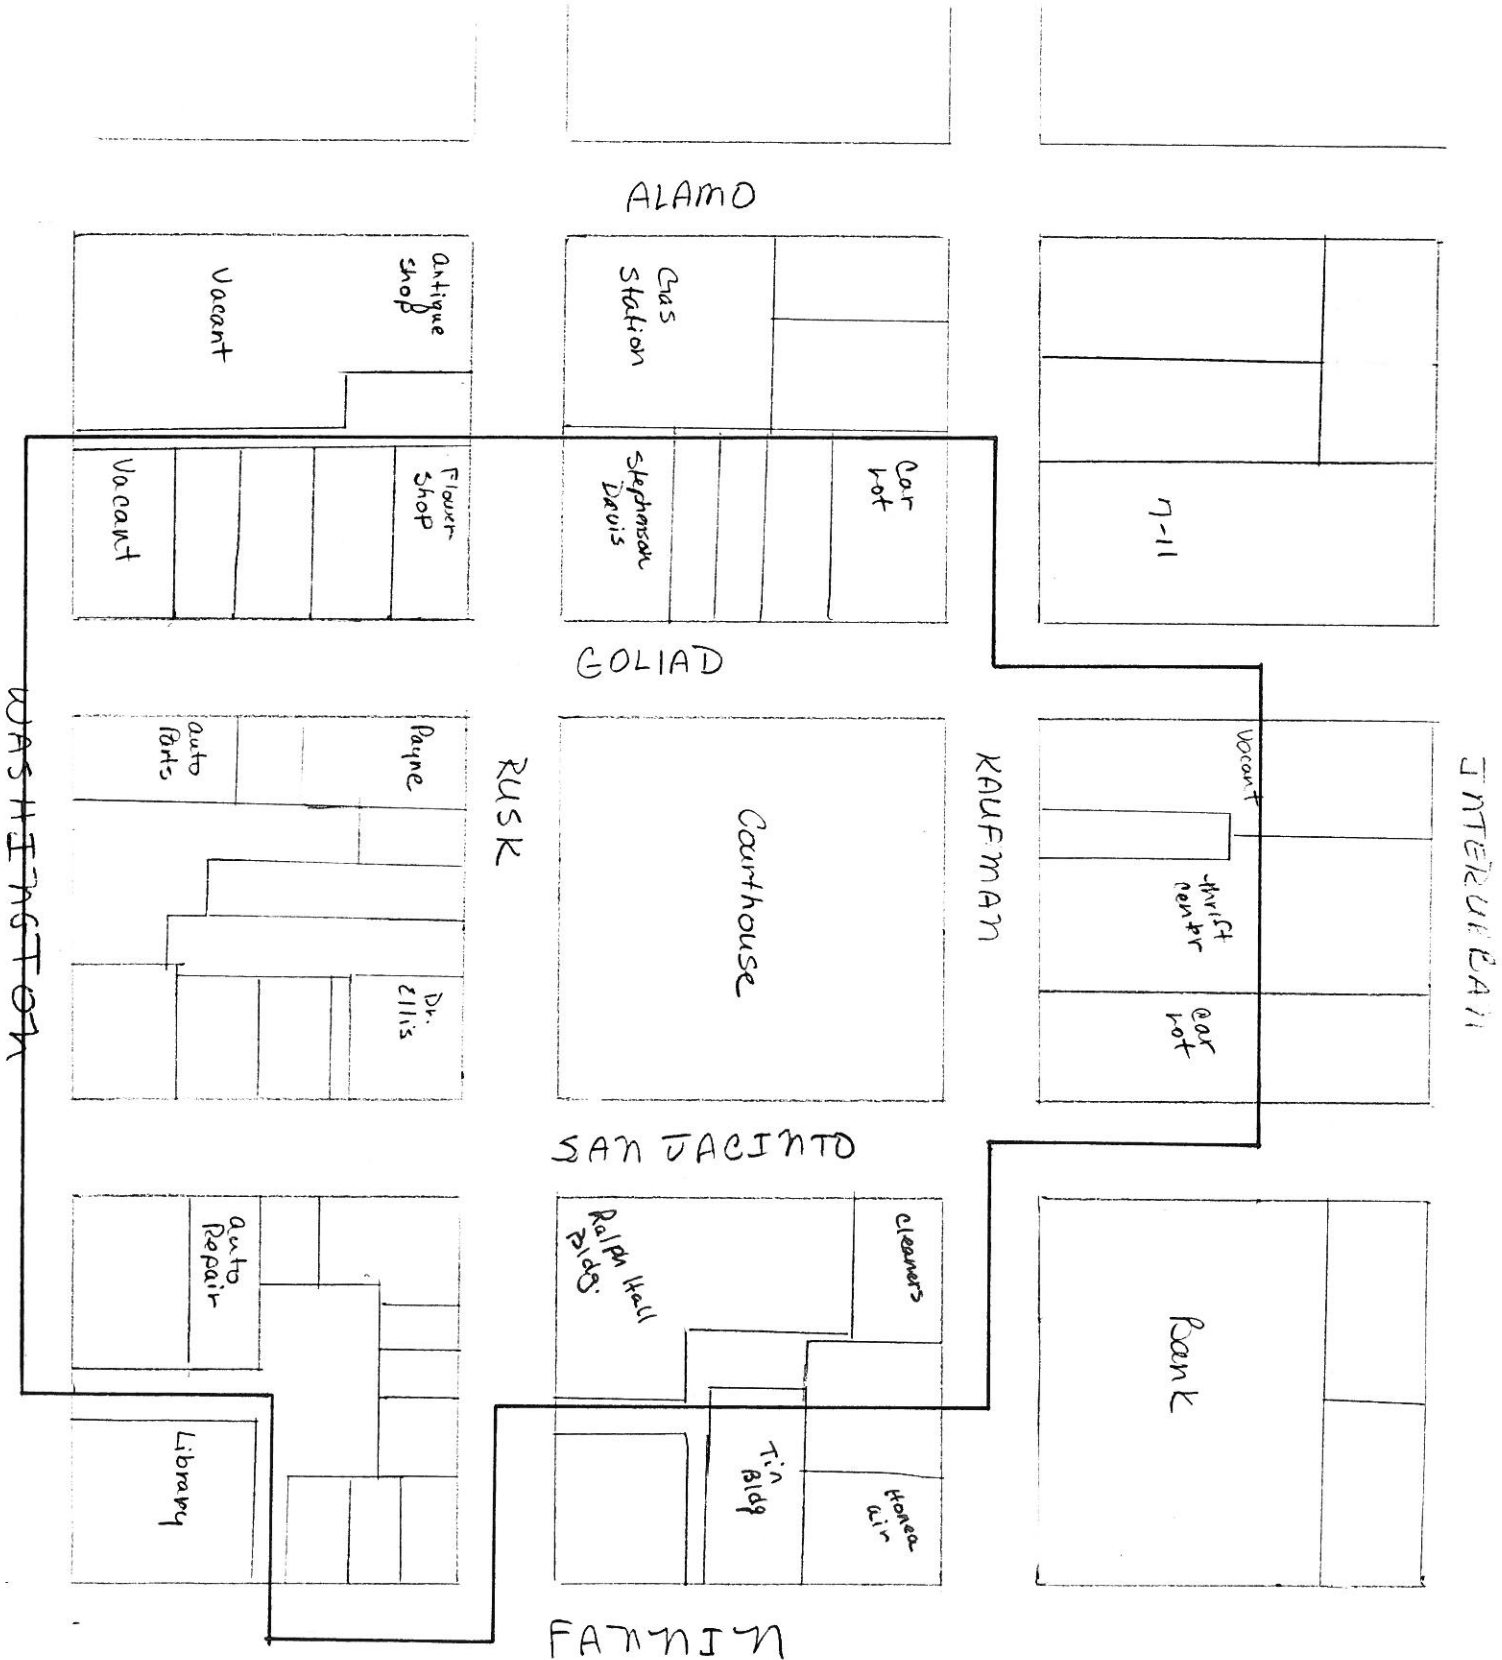 ALAMO
Vacant
antique
shop
Gas
Station
Vacant
Flower
shop
Stephenson
Davis
Car
Lot
7-11
GOLIAD
auto
Parts
Payne
RUSK
Courthouse
KAUFMAN
Vacant
thrift
center
Car
Lot
INTERURBAN
WASHINGTON
Dr.
Ellis
SAN JACINTO
auto
Repair
Ralph Hall
Bldg.
Cleaners
Bank
Library
Tin
Bldg
Honea
air
FANNIN